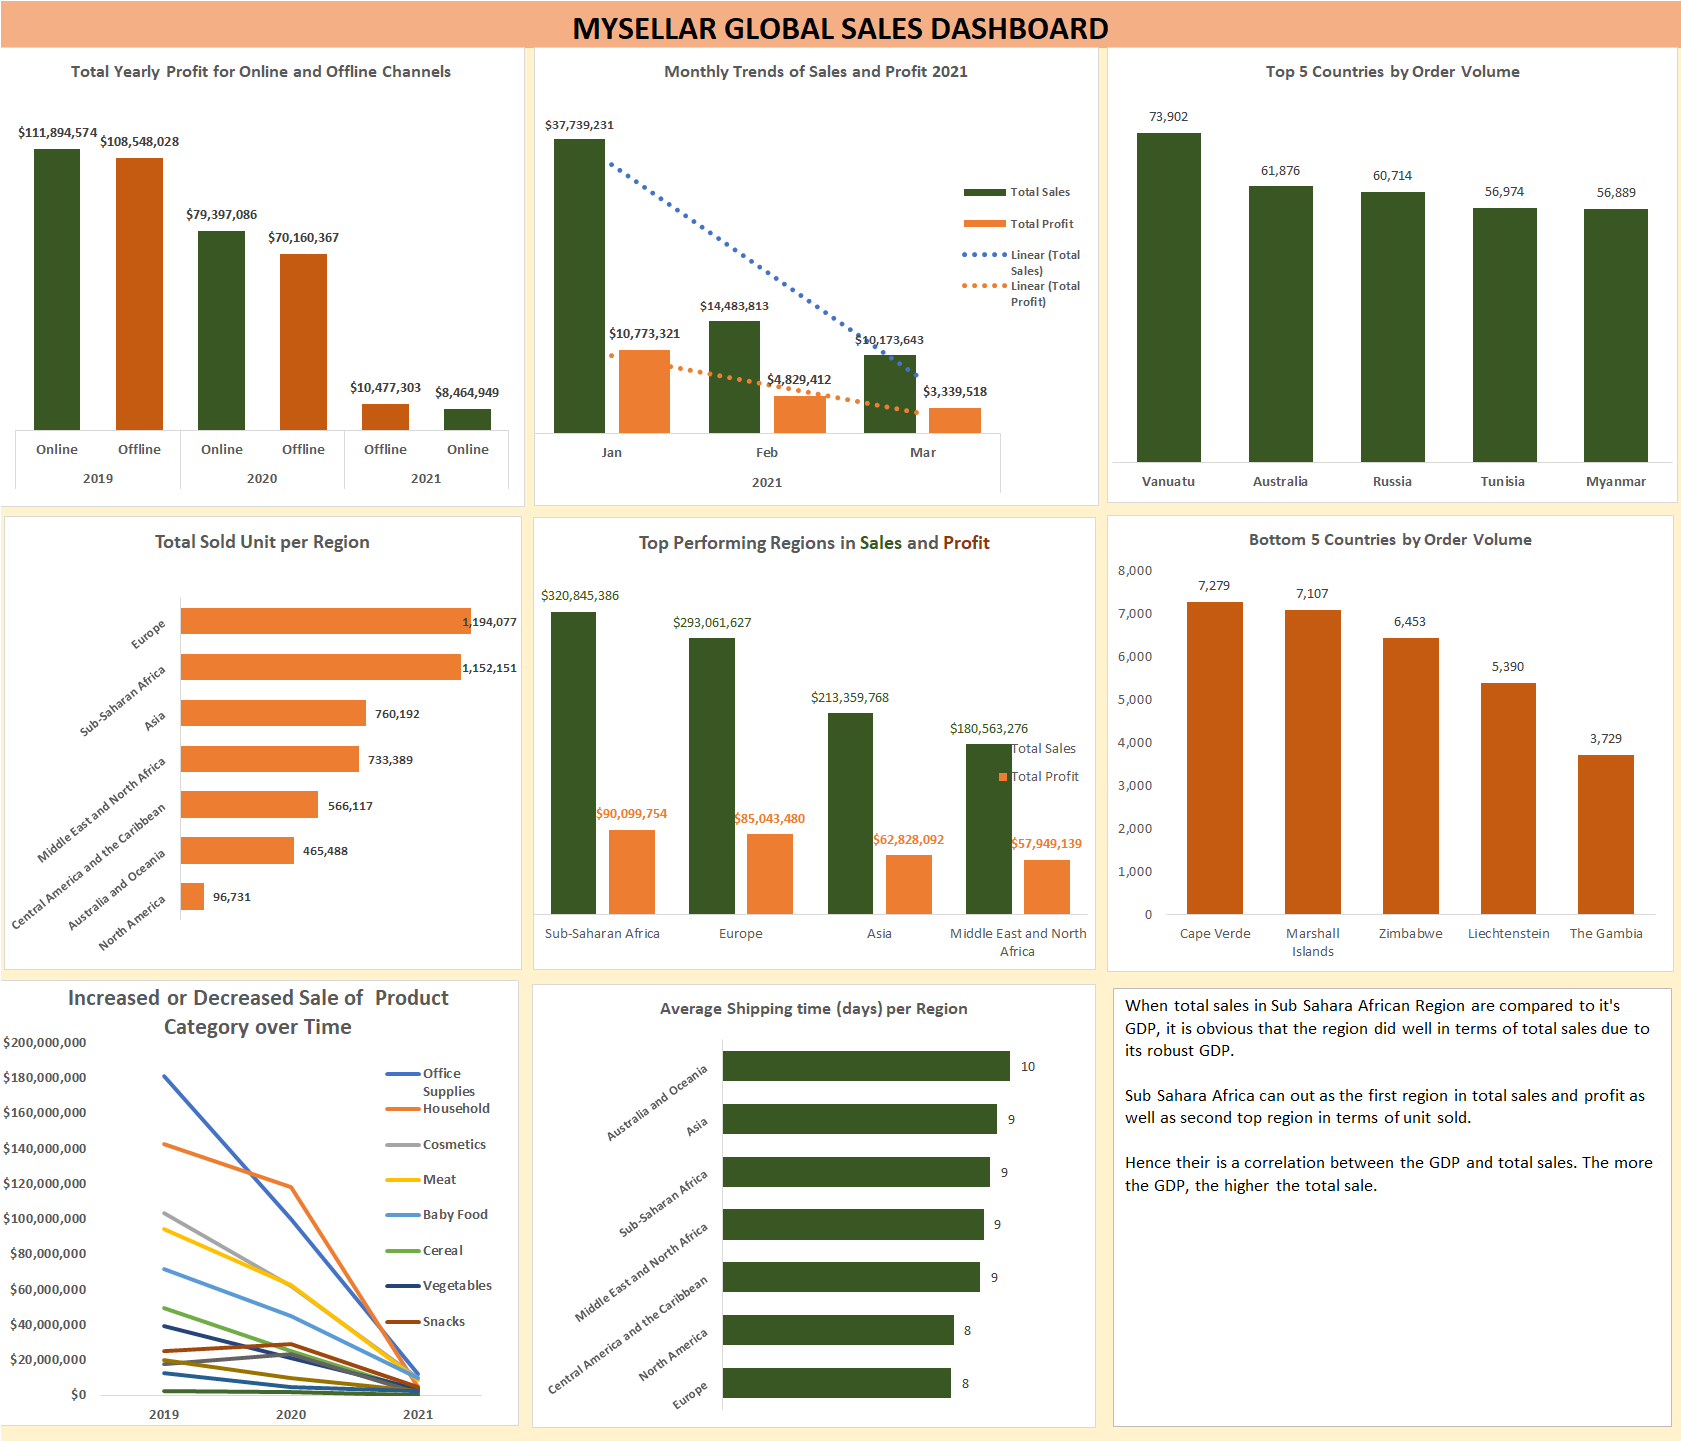 MYSELLAR GLOBAL SALES DASHBOARD
Total Yearly Profit for Online and Offline Channels
$111,894,574
$108,548,028
$79,397,086
$70,160,367
$10,477,303
$8,464,949
Online
Offline
Online
Offline
Offline
Online
2019
2020
2021
Monthly Trends of Sales and Profit 2021
$37,739,231
$10,773,321
$14,483,813
$4,829,412
$10,173,643
$3,339,518
Total Sales
Total Profit
Linear (Total
Sales)
Linear (Total
Profit)
Jan
Feb
Mar
2021
Top 5 Countries by Order Volume
73,902
61,876
60,714
56,974
56,889
Vanuatu
Australia
Russia
Tunisia
Myanmar
Total Sold Unit per Region
Europe
1,194,077
Sub-Saharan Africa
1,152,151
Asia
760,192
Middle East and North Africa
733,389
Central America and the Caribbean
566,117
Australia and Oceania
465,488
North America
96,731
Top Performing Regions in Sales and Profit
$320,845,386
$293,061,627
$213,359,768
$180,563,276
Total Sales
Total Profit
$90,099,754
$85,043,480
$62,828,092
$57,949,139
Sub-Saharan Africa
Europe
Asia
Middle East and North
Africa
Bottom 5 Countries by Order Volume
8,000
7,000
6,000
5,000
4,000
3,000
2,000
1,000
0
7,279
7,107
6,453
5,390
3,729
Cape Verde
Marshall
Islands
Zimbabwe
Liechtenstein
The Gambia
Increased or Decreased Sale of  Product
Category over Time
$200,000,000
$180,000,000
$160,000,000
$140,000,000
$120,000,000
$100,000,000
$80,000,000
$60,000,000
$40,000,000
$20,000,000
$0
2019
2020
2021
Office
Supplies
Household
Cosmetics
Meat
Baby Food
Cereal
Vegetables
Snacks
Average Shipping time (days) per Region
Australia and Oceania
10
Asia
9
Sub-Saharan Africa
9
Middle East and North Africa
9
Central America and the Caribbean
9
North America
8
Europe
8
When total sales in Sub Sahara African Region are compared to it's
GDP, it is obvious that the region did well in terms of total sales due to
its robust GDP.
Sub Sahara Africa can out as the first region in total sales and profit as
well as second top region in terms of unit sold.
Hence their is a correlation between the GDP and total sales. The more
the GDP, the higher the total sale.